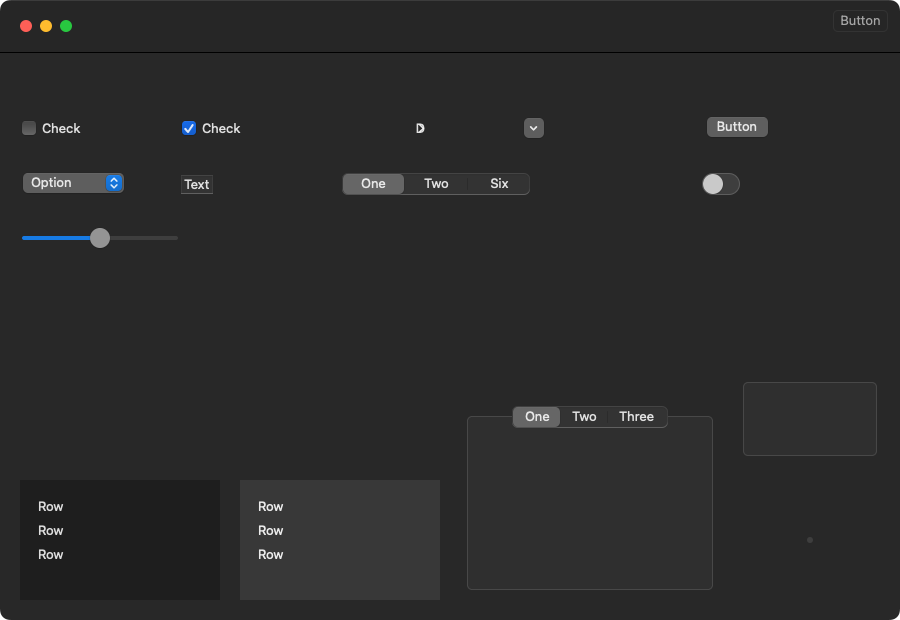 Button
Check
Check
D
Button
Option
Text
One
Two
Six
One
Two
Three
Row
Row
Row
Row
Row
Row